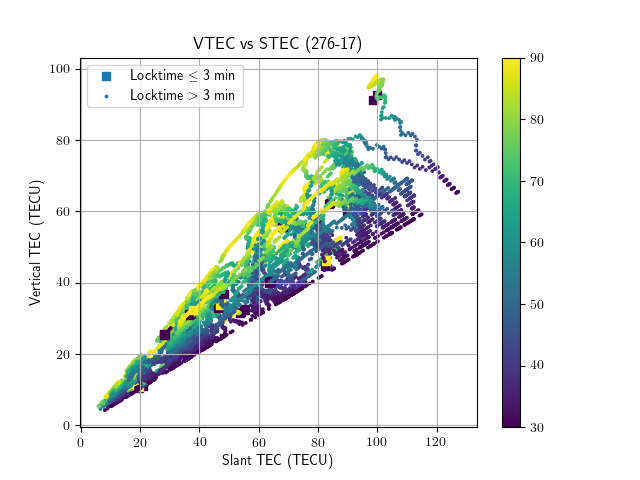 VTEC vs STEC (276-17)
Locktime ≤ 3 min
Locktime > 3 min
Vertical TEC (TECU)
100
80
60
40
20
0
0 20 40 60 80 100 120
Slant TEC (TECU)
90
80
70
60
50
40
30